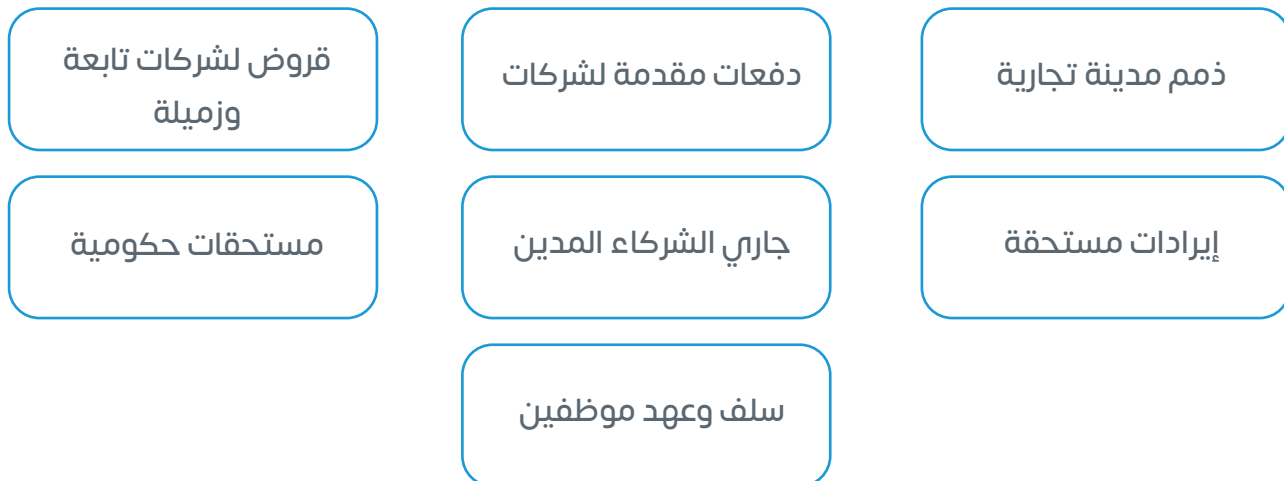 ذمم مدينة تجارية
دفعات مقدمة لشركات
قروض لشركات تابعة
وزميلة
إيرادات مستحقة
جاري الشركاء المدين
مستحقات حكومية
سلف وعهد موظفين